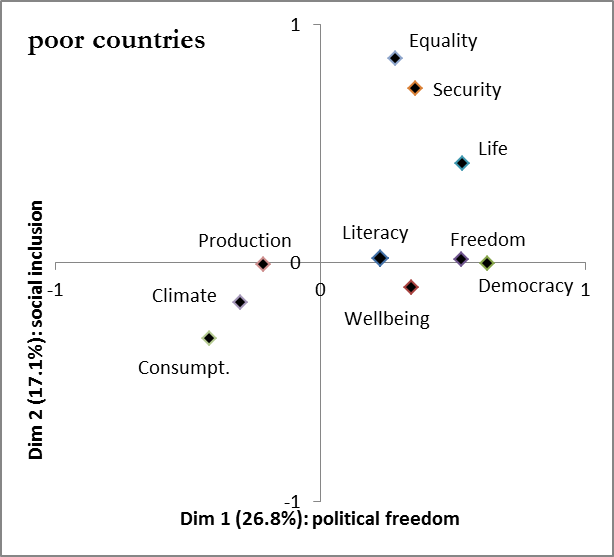 1
poor countries
Equality
Security
Life
Literacy
Freedom
Production
0
-1
0
1
Climate
Democracy
Wellbeing
Consumpt.
Dim 2 (17.1%): social inclusion
-1
Dim 1 (26.8%): political freedom